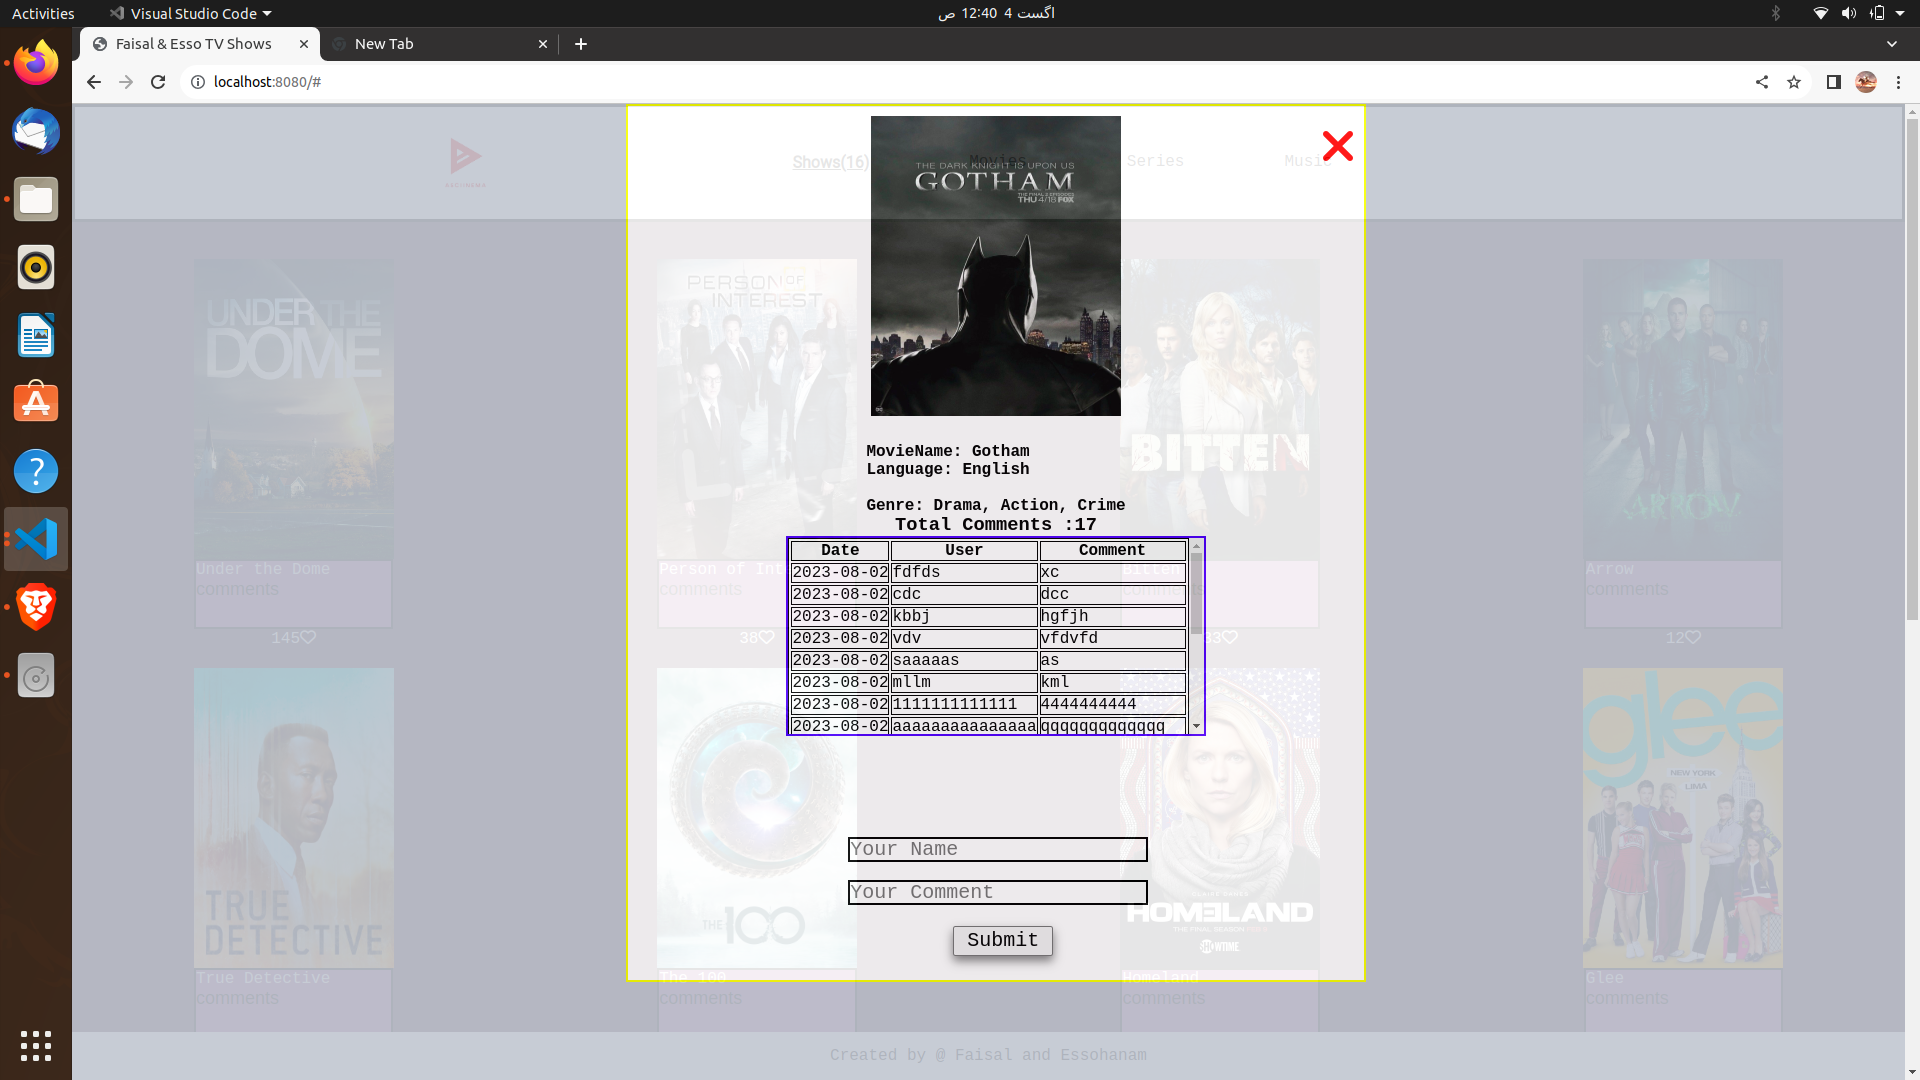 Activities
Visual Studio Code
اگست 4 12:40 ص
Faisal & Esso TV Shows
New Tab
localhost:8080/#
Shows(16)
Movies
Series
Music
THE DARK KNIGHT IS UPON US
GOTHAM
THE FINAL EPISODES
THU 4/18 FOX
MovieName: Gotham
Language: English
Genre: Drama, Action, Crime
Total Comments :17
Date User Comment
2023-08-02 fdfds xc
2023-08-02 cdc dcc
2023-08-02 kbbj hgfjh
2023-08-02 vdv vfdvfd
2023-08-02 saaaaas as
2023-08-02 mllm kml
2023-08-02 1111111111111 4444444444
2023-08-02 aaaaaaaaaaaaaaa qqqqqqqqqqqqq
Your Name
Your Comment
Submit
UNDER THE
DOME
Under the Dome
comments
145
PERSON OF
INTEREST
Person of Int
38
BITTEN
Bitten
comments
33
ARROW
Arrow
comments
12
TRUE
DETECTIVE
True Detective
comments
THE 100
The 100
comments
HOMELAND
THE FINAL SEASON
SHOWTIME
Homeland
comments
glee
NEW YORK
LIMA
Glee
comments
Created by @ Faisal and Essohanam